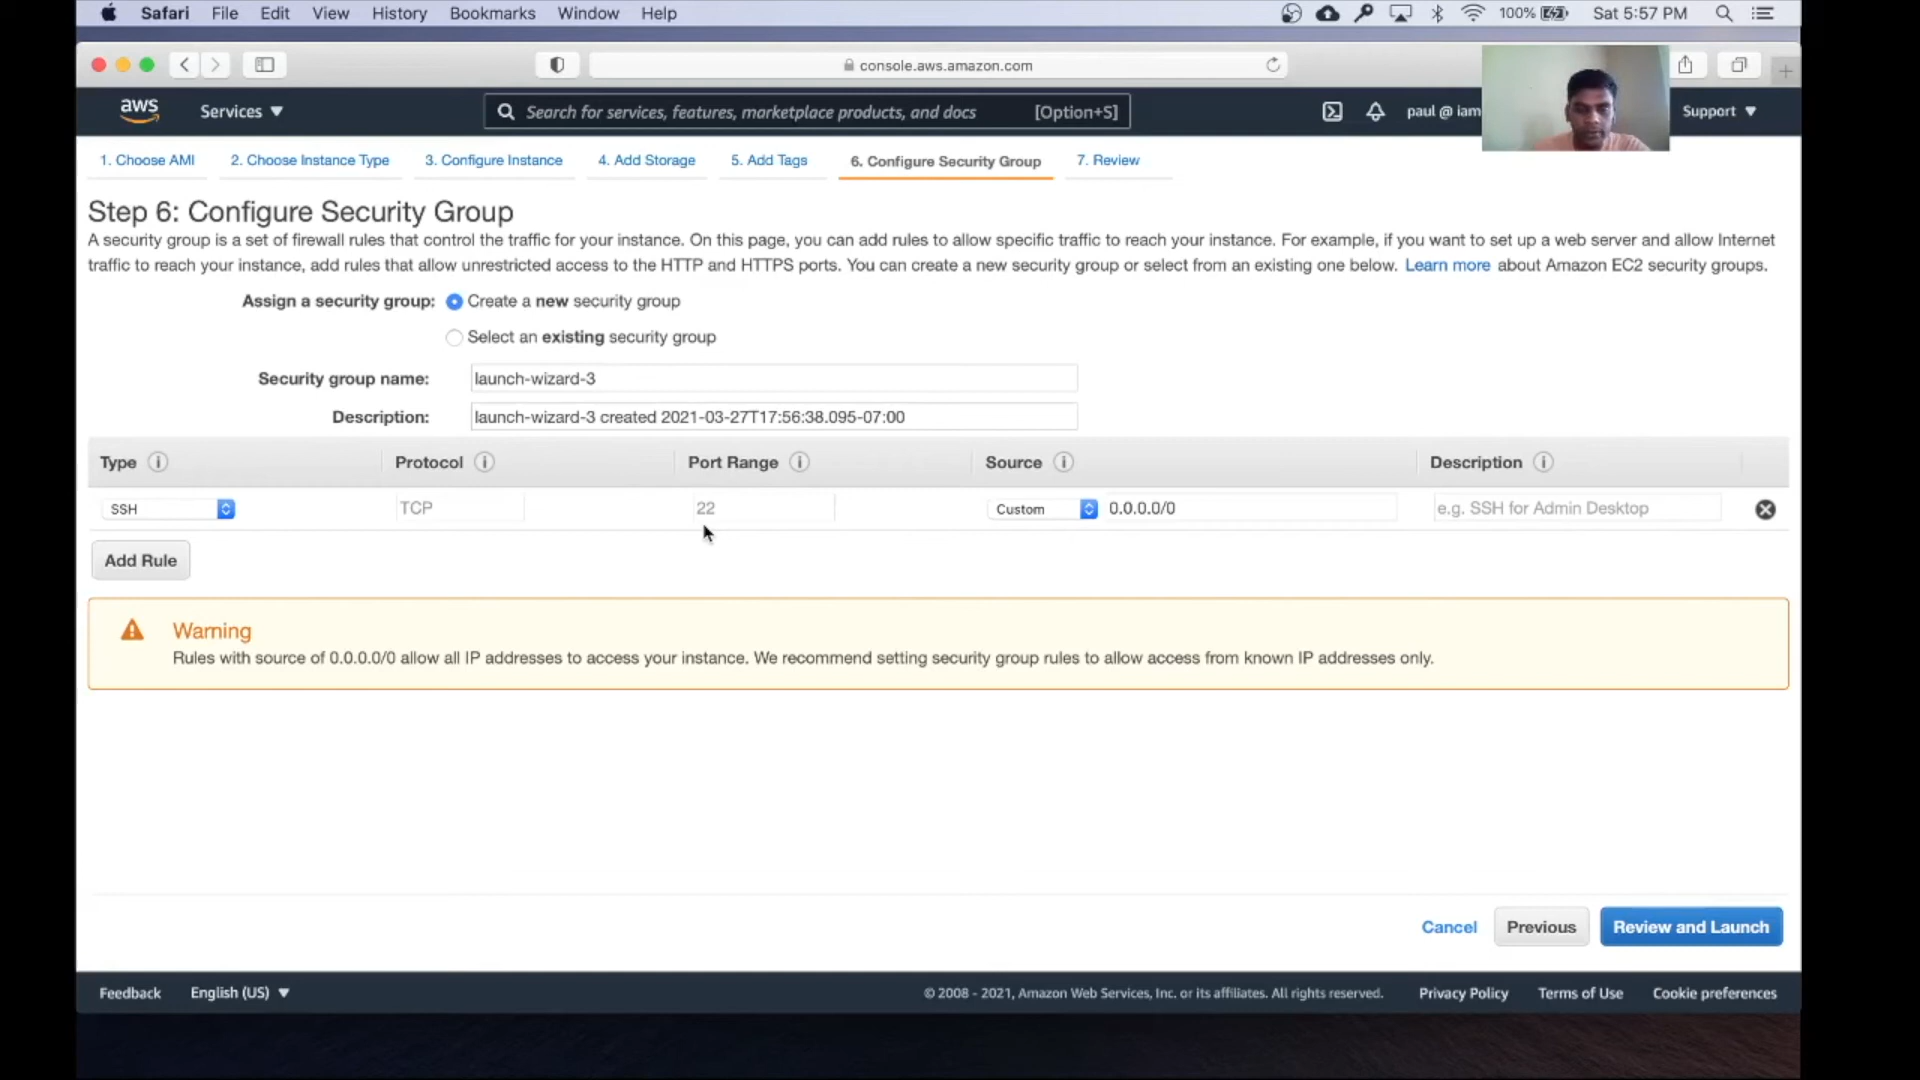 Safari File Edit View History Bookmarks Window Help 100% Sat 5:57 PM
console.aws.amazon.com
aws Services Search for services, features, marketplace products, and docs [Option+S] paul @ iam Support
1. Choose AMI 2. Choose Instance Type 3. Configure Instance 4. Add Storage 5. Add Tags 6. Configure Security Group 7. Review
Step 6: Configure Security Group
A security group is a set of firewall rules that control the traffic for your instance. On this page, you can add rules to allow specific traffic to reach your instance. For example, if you want to set up a web server and allow Internet
traffic to reach your instance, add rules that allow unrestricted access to the HTTP and HTTPS ports. You can create a new security group or select from an existing one below. Learn more about Amazon EC2 security groups.
Assign a security group: Create a new security group
Select an existing security group
Security group name: launch-wizard-3
Description: launch-wizard-3 created 2021-03-27T17:56:38.095-07:00
Type Protocol Port Range Source Description
SSH TCP 22 Custom 0.0.0.0/0 e.g. SSH for Admin Desktop
Add Rule
Warning
Rules with source of 0.0.0.0/0 allow all IP addresses to access your instance. We recommend setting security group rules to allow access from known IP addresses only.
Cancel Previous Review and Launch
Feedback English (US) © 2008 - 2021, Amazon Web Services, Inc. or its affiliates. All rights reserved. Privacy Policy Terms of Use Cookie preferences